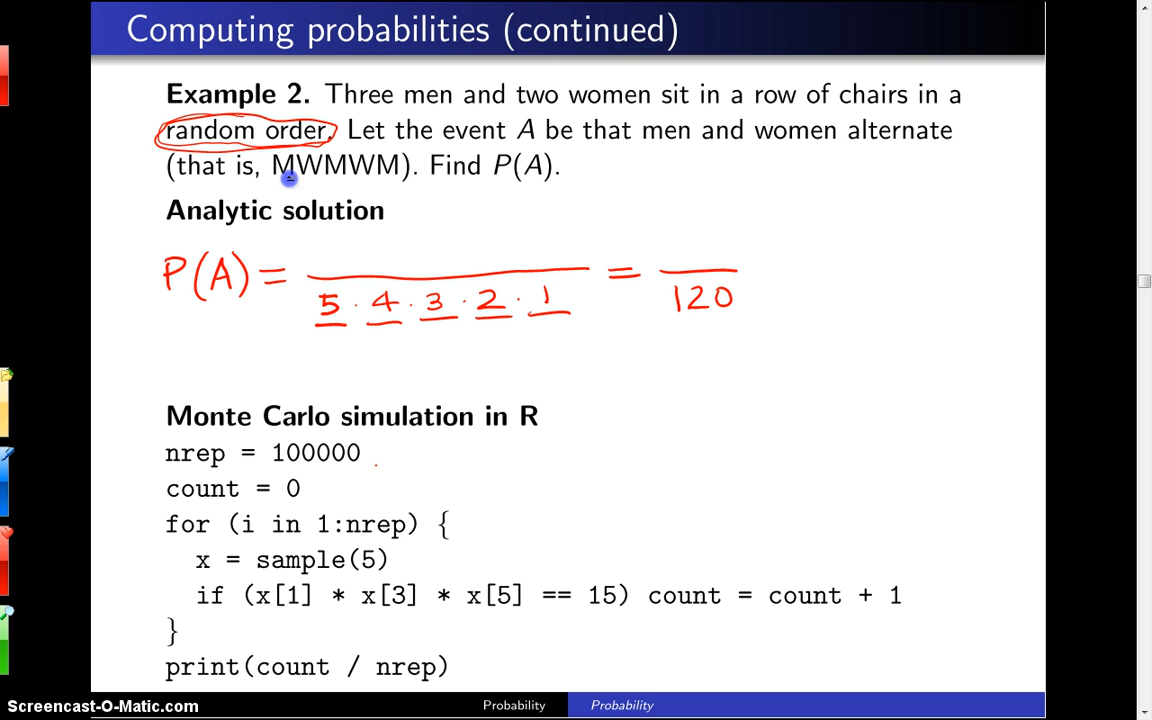 Computing probabilities (continued)
Example 2. Three men and two women sit in a row of chairs in a
random order. Let the event A be that men and women alternate
(that is, MWMWM). Find P(A).
Analytic solution
P(A) = ——— = ———
5 · 4 · 3 · 2 · 1   120
Monte Carlo simulation in R
nrep = 100000
count = 0
for (i in 1:nrep) {
  x = sample(5)
  if (x[1] * x[3] * x[5] == 15) count = count + 1
}
print(count / nrep)
Probability   Probability
Screencast-O-Matic.com